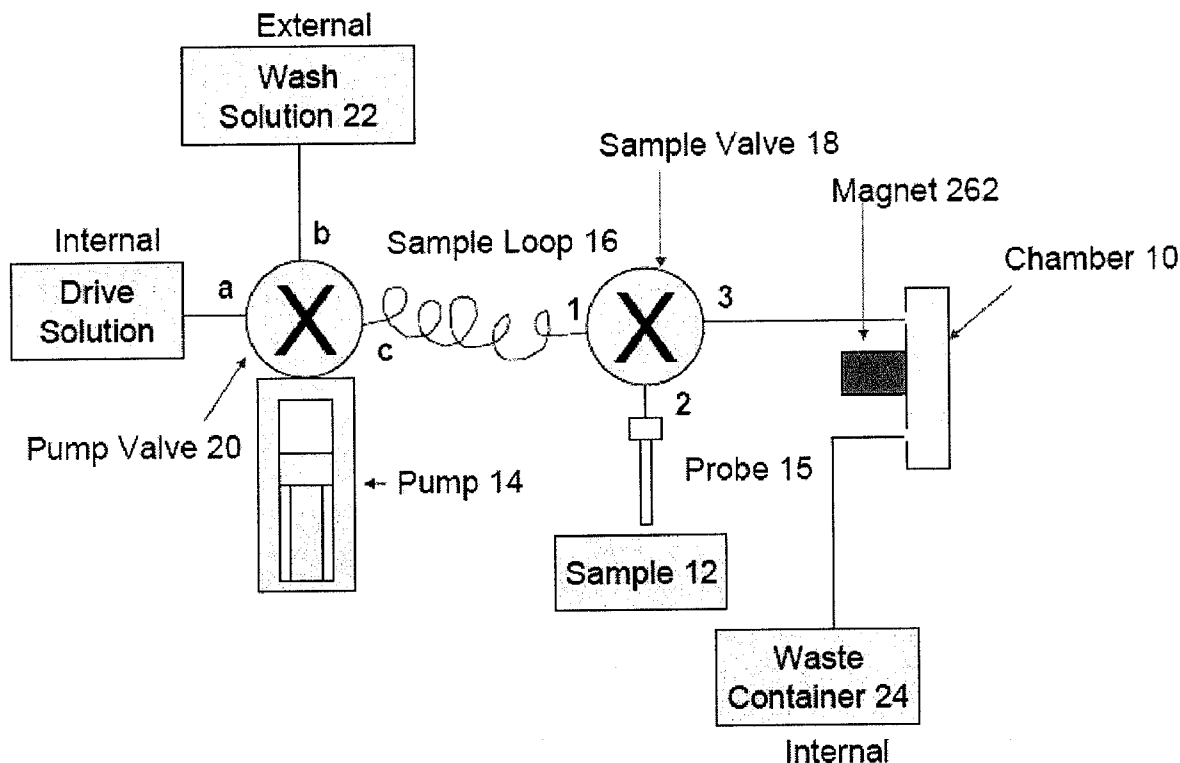 External
Wash
Solution 22
Sample Valve 18
Magnet 262
Internal
b
Sample Loop 16
Chamber 10
Drive
Solution
a
X
c
1
X
3
2
Pump Valve 20
Pump 14
Probe 15
Sample 12
Waste
Container 24
Internal